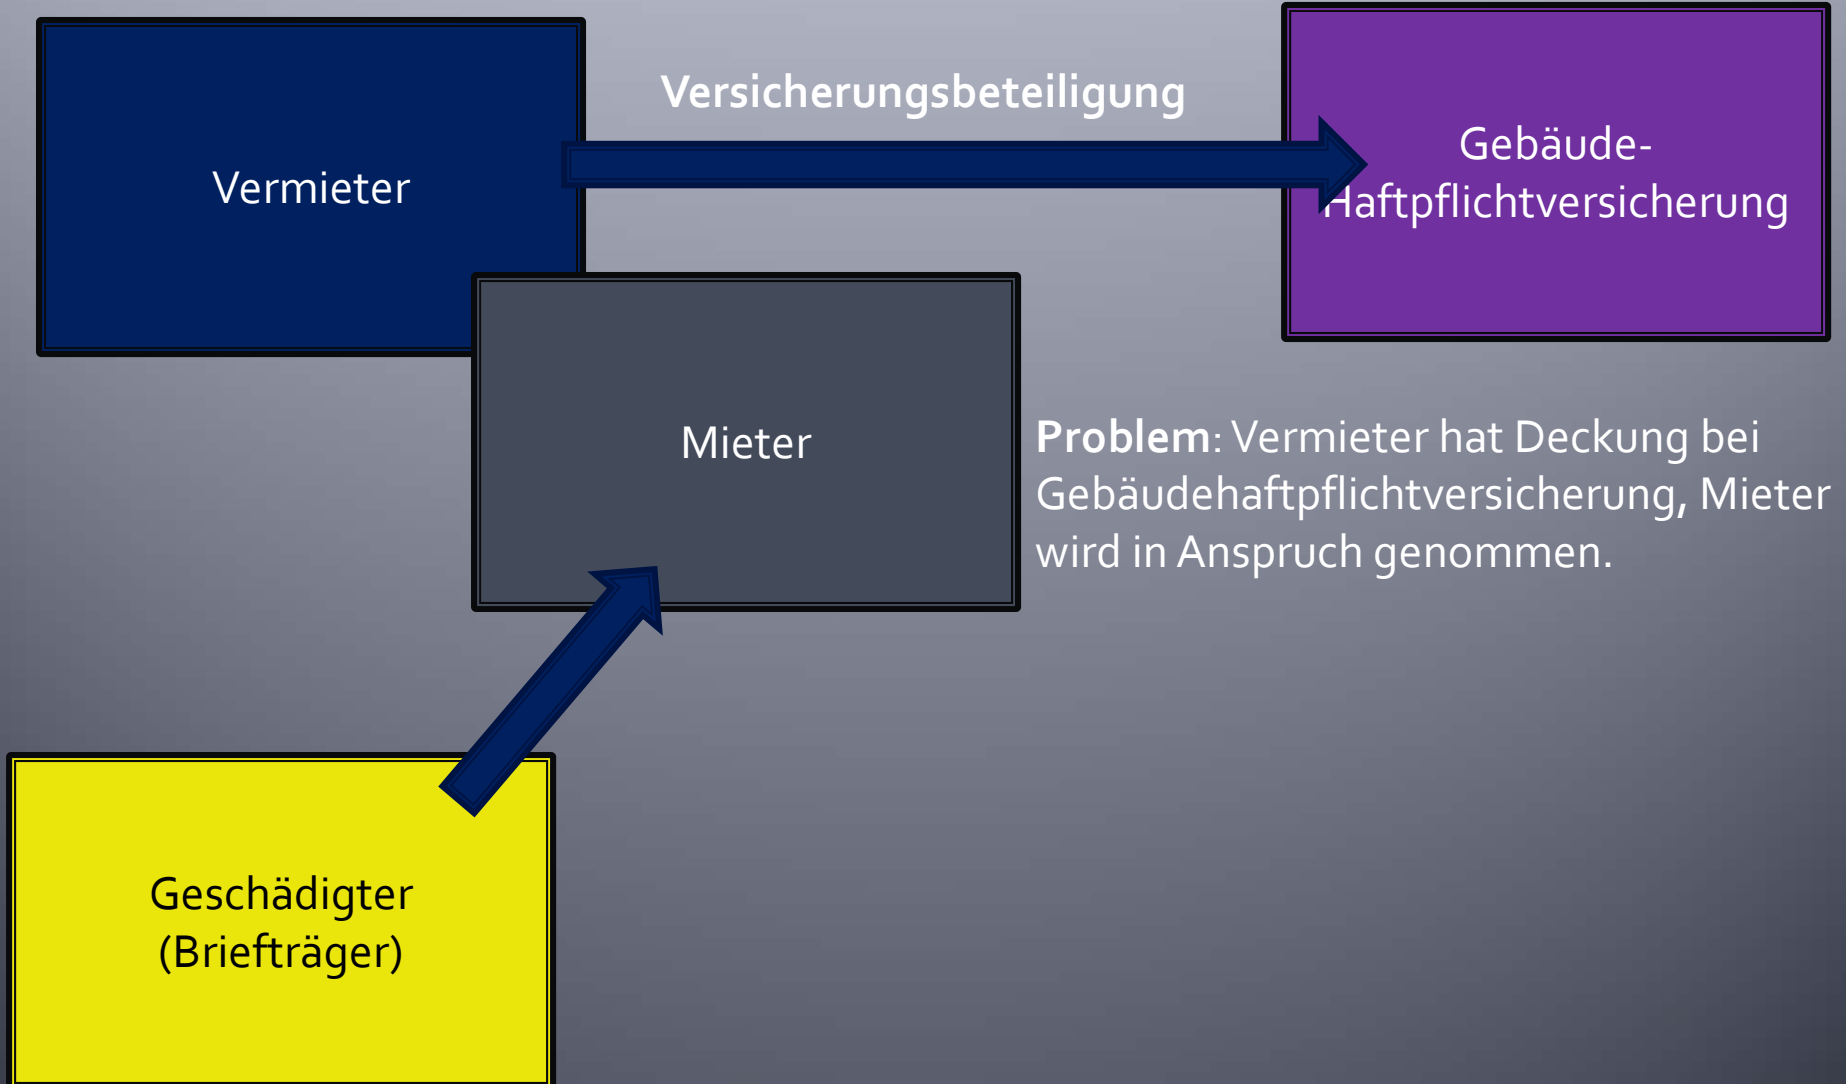 Vermieter
Versicherungsbeteiligung
Gebäude-
Haftpflichtversicherung
Mieter
Problem: Vermieter hat Deckung bei
Gebäudehaftpflichtversicherung, Mieter
wird in Anspruch genommen.
Geschädigter
(Briefträger)